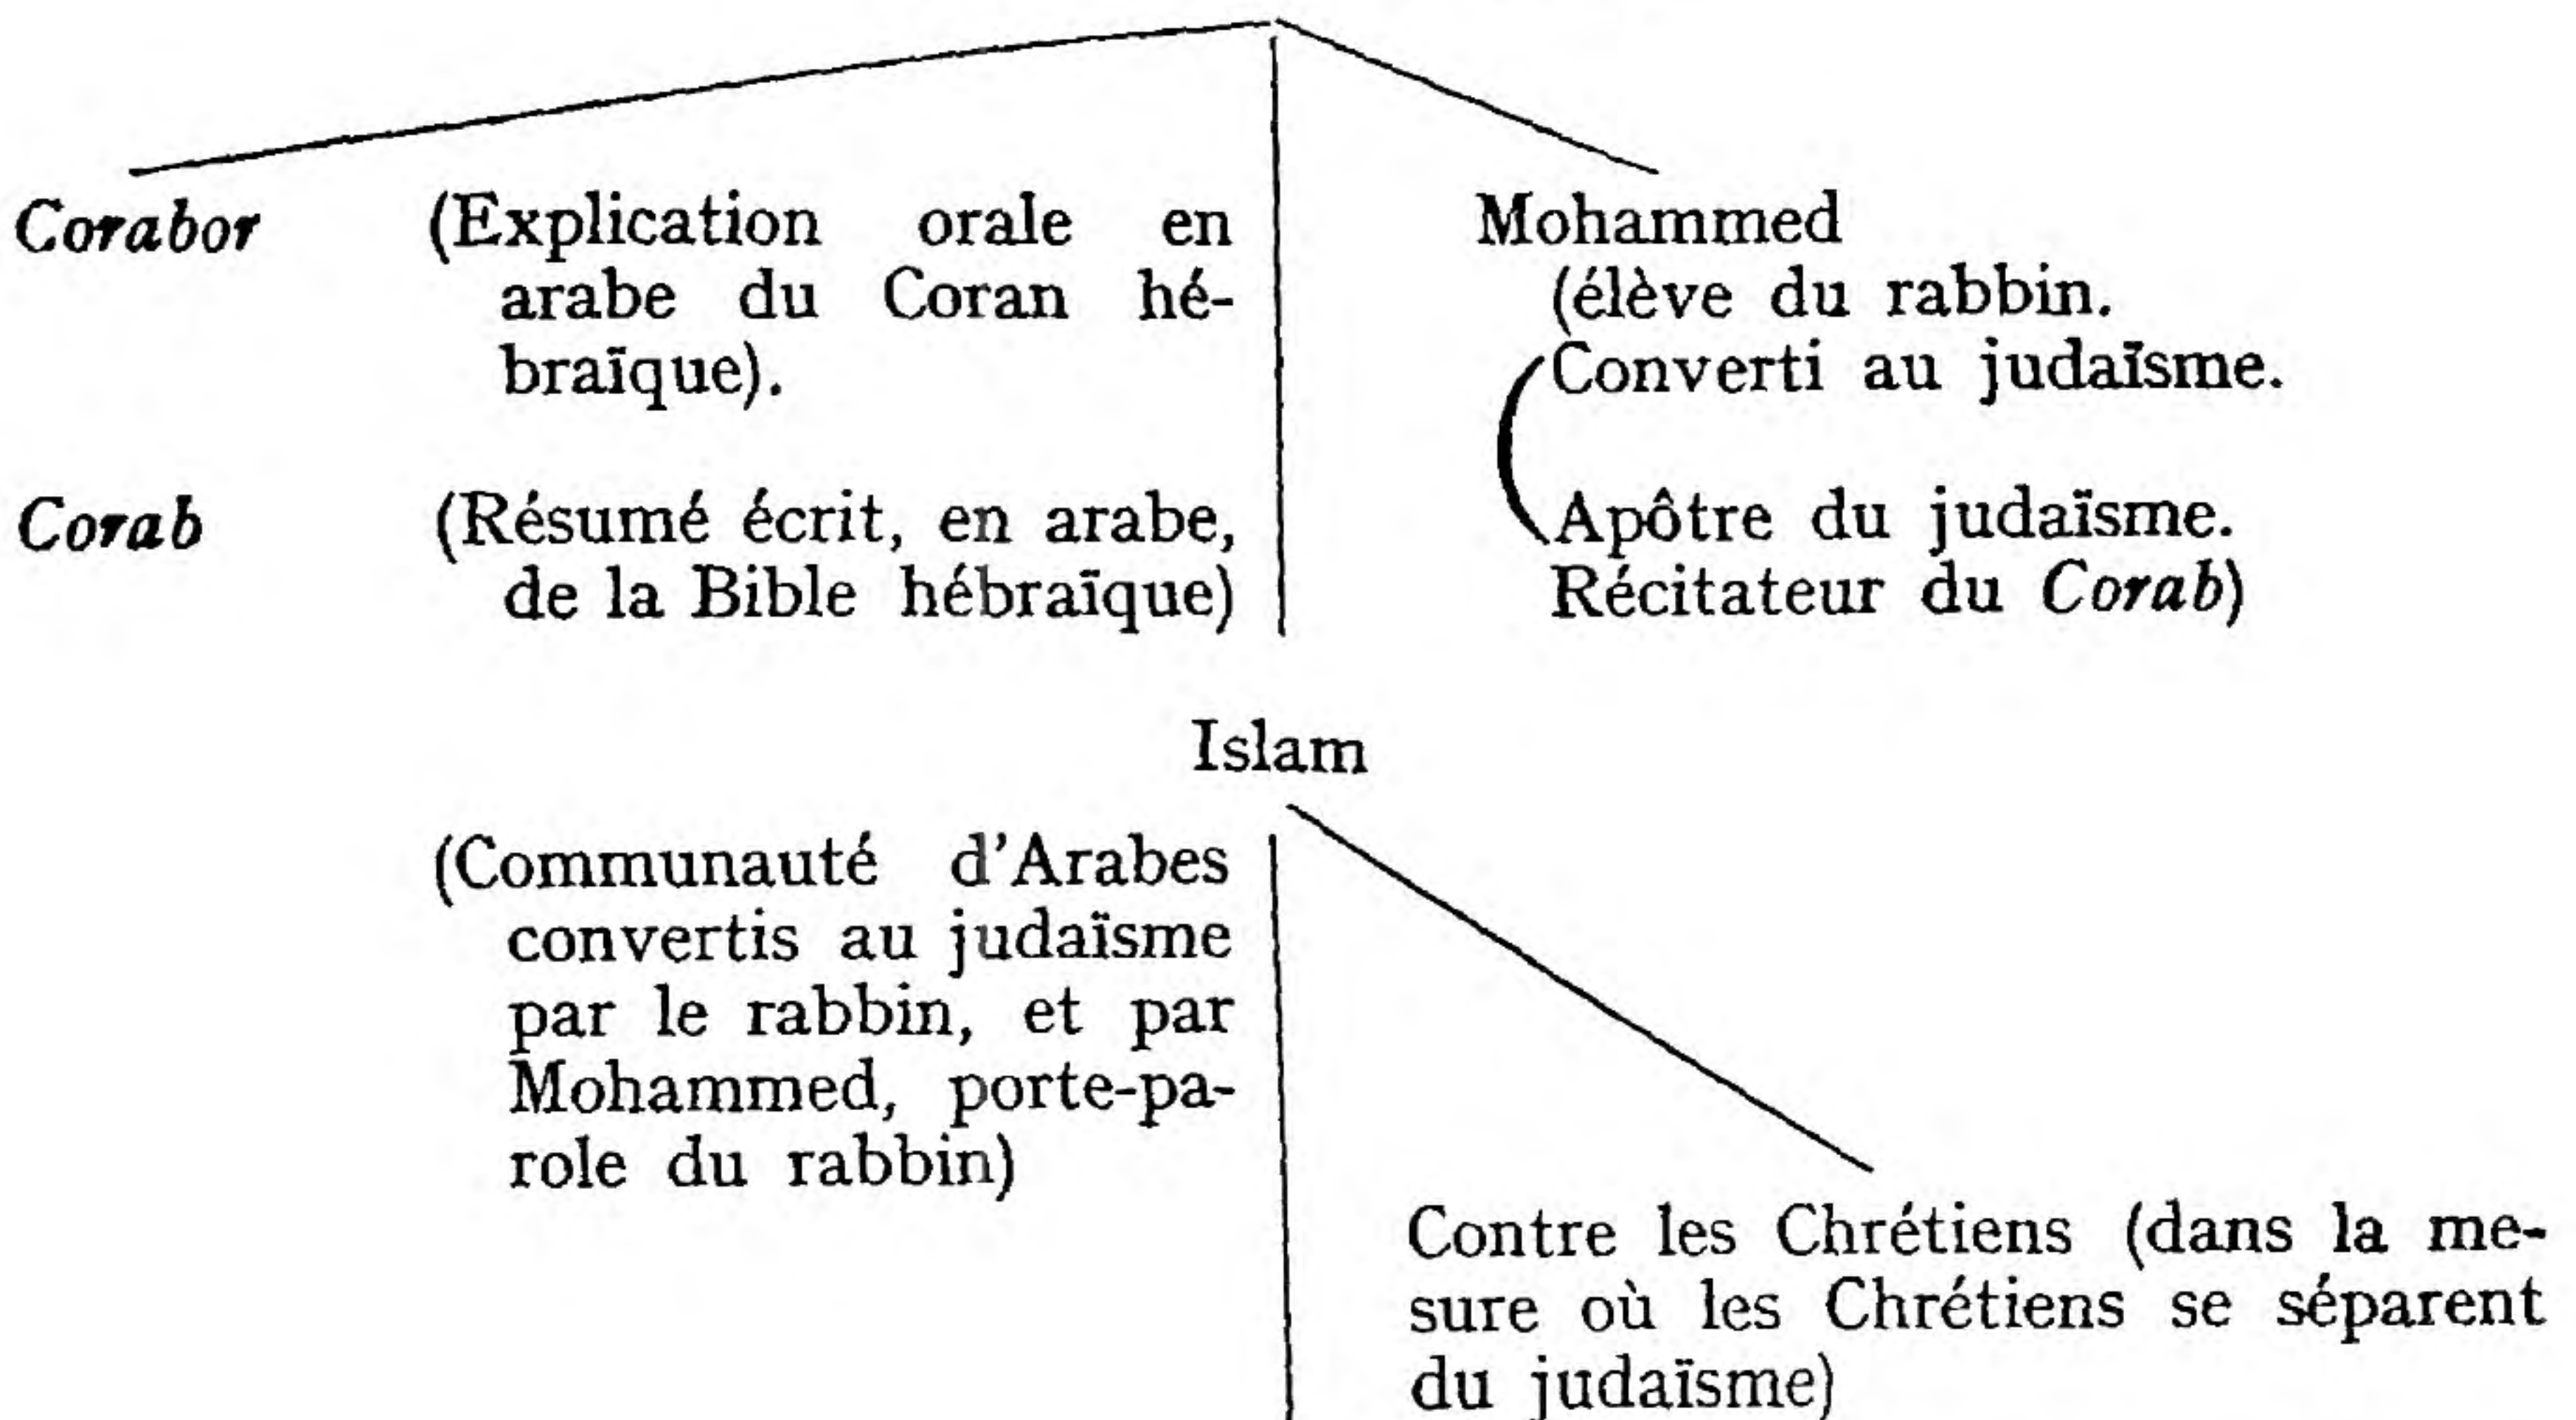 Corabor
(Explication orale en
arabe du Coran hé-
braïque).
Mohammed
(élève du rabbin.
Converti au judaïsme.
Corab
(Résumé écrit, en arabe,
de la Bible hébraïque)
Apôtre du judaïsme.
Récitateur du Corab)
Islam
(Communauté d'Arabes
convertis au judaïsme
par le rabbin, et par
Mohammed, porte-pa-
role du rabbin)
Contre les Chrétiens (dans la me-
sure où les Chrétiens se séparent
du judaïsme)